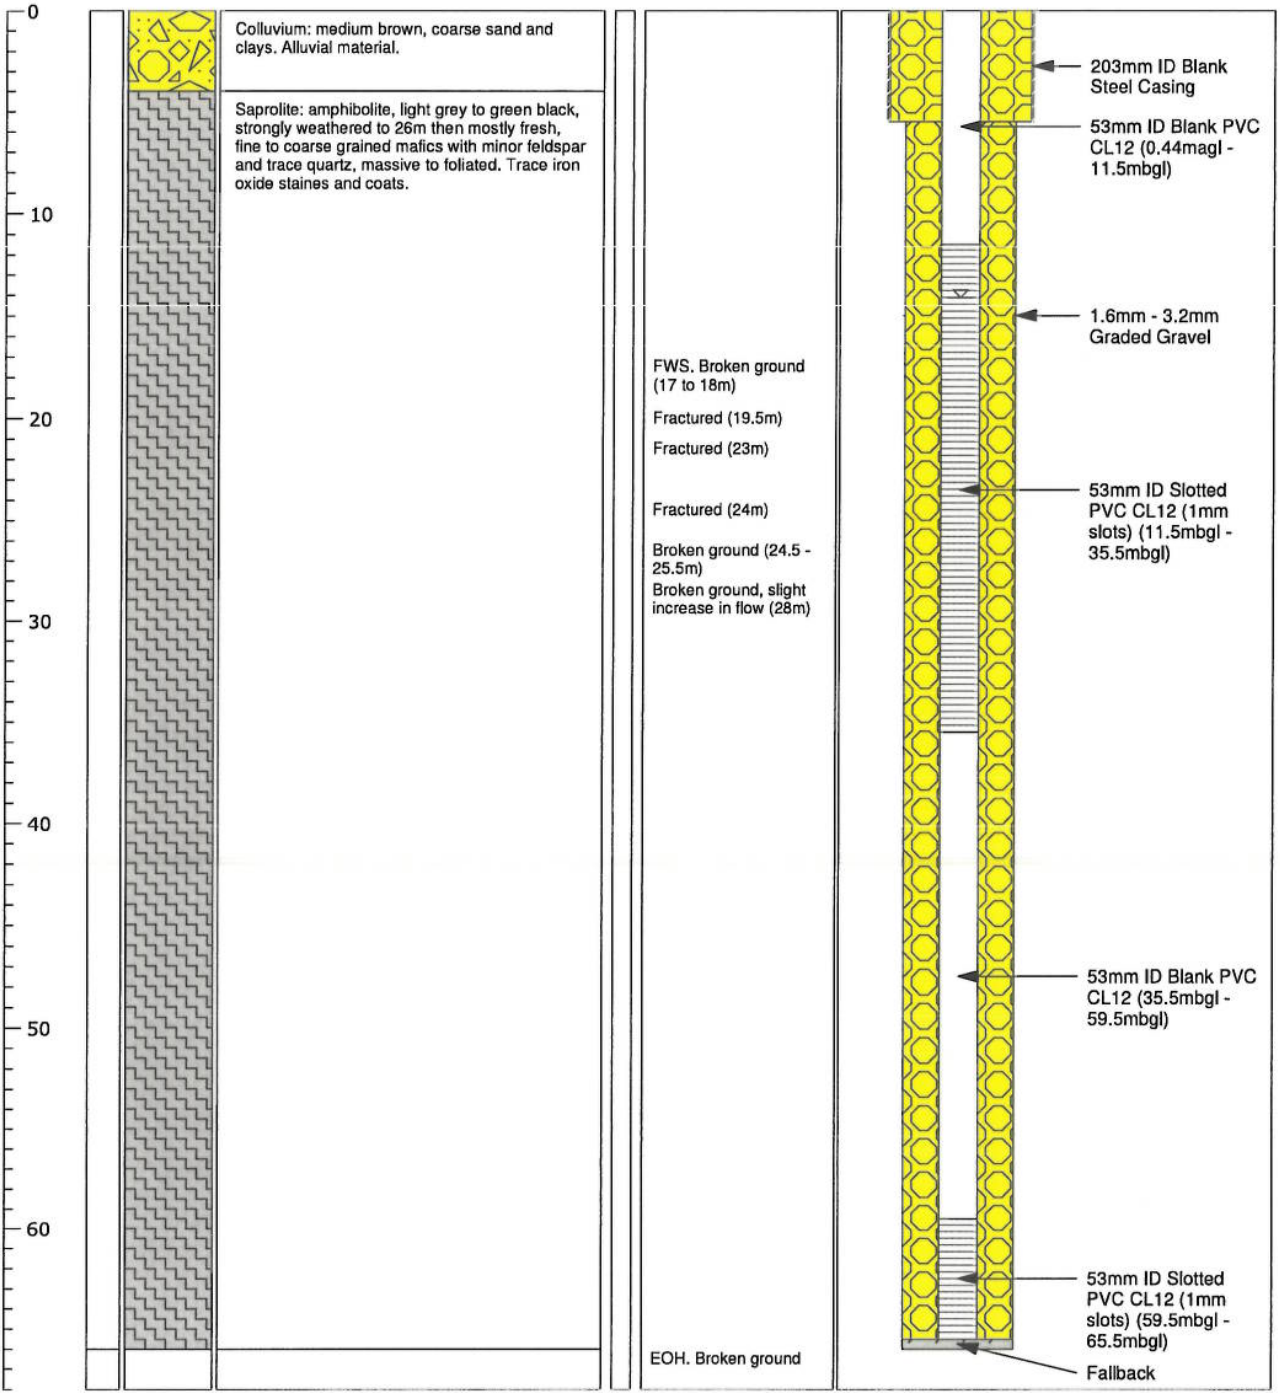 0
10
20
30
40
50
60
Colluvium: medium brown, coarse sand and
clays. Alluvial material.
Saprolite: amphibolite, light grey to green black,
strongly weathered to 26m then mostly fresh,
fine to coarse grained mafics with minor feldspar
and trace quartz, massive to foliated. Trace iron
oxide staines and coats.
FWS. Broken ground
(17 to 18m)
Fractured (19.5m)
Fractured (23m)
Fractured (24m)
Broken ground (24.5 -
25.5m)
Broken ground, slight
increase in flow (28m)
EOH. Broken ground
203mm ID Blank
Steel Casing
53mm ID Blank PVC
CL12 (0.44magl -
11.5mbgl)
1.6mm - 3.2mm
Graded Gravel
53mm ID Slotted
PVC CL12 (1mm
slots) (11.5mbgl -
35.5mbgl)
53mm ID Blank PVC
CL12 (35.5mbgl -
59.5mbgl)
53mm ID Slotted
PVC CL12 (1mm
slots) (59.5mbgl -
65.5mbgl)
Fallback